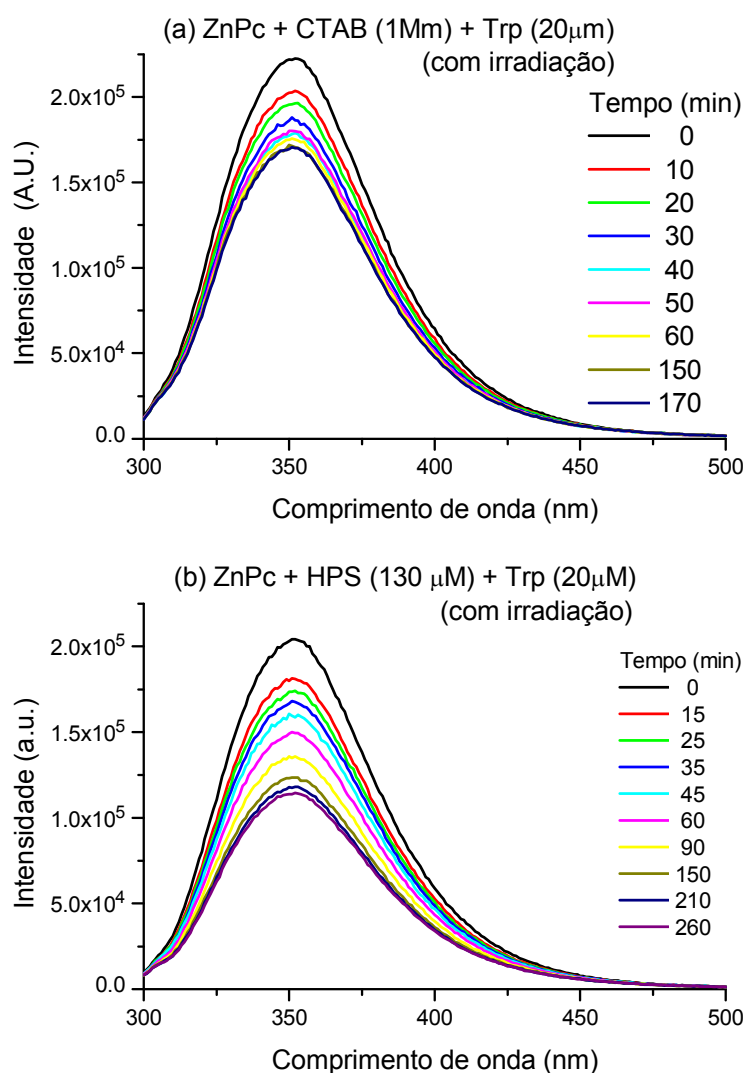 (a) ZnPc + CTAB (1Mm) + Trp (20μm)
(com irradiação)
Tempo (min)
0
10
20
30
40
50
60
150
170
Intensidade (A.U.)
2.0x10⁵
1.5x10⁵
1.0x10⁵
5.0x10⁴
0.0
300 350 400 450 500
Comprimento de onda (nm)
(b) ZnPc + HPS (130 μM) + Trp (20μM)
(com irradiação)
Tempo (min)
0
15
25
35
45
60
90
150
210
260
Intensidade (a.u.)
2.0x10⁵
1.5x10⁵
1.0x10⁵
5.0x10⁴
0.0
300 350 400 450 500
Comprimento de onda (nm)